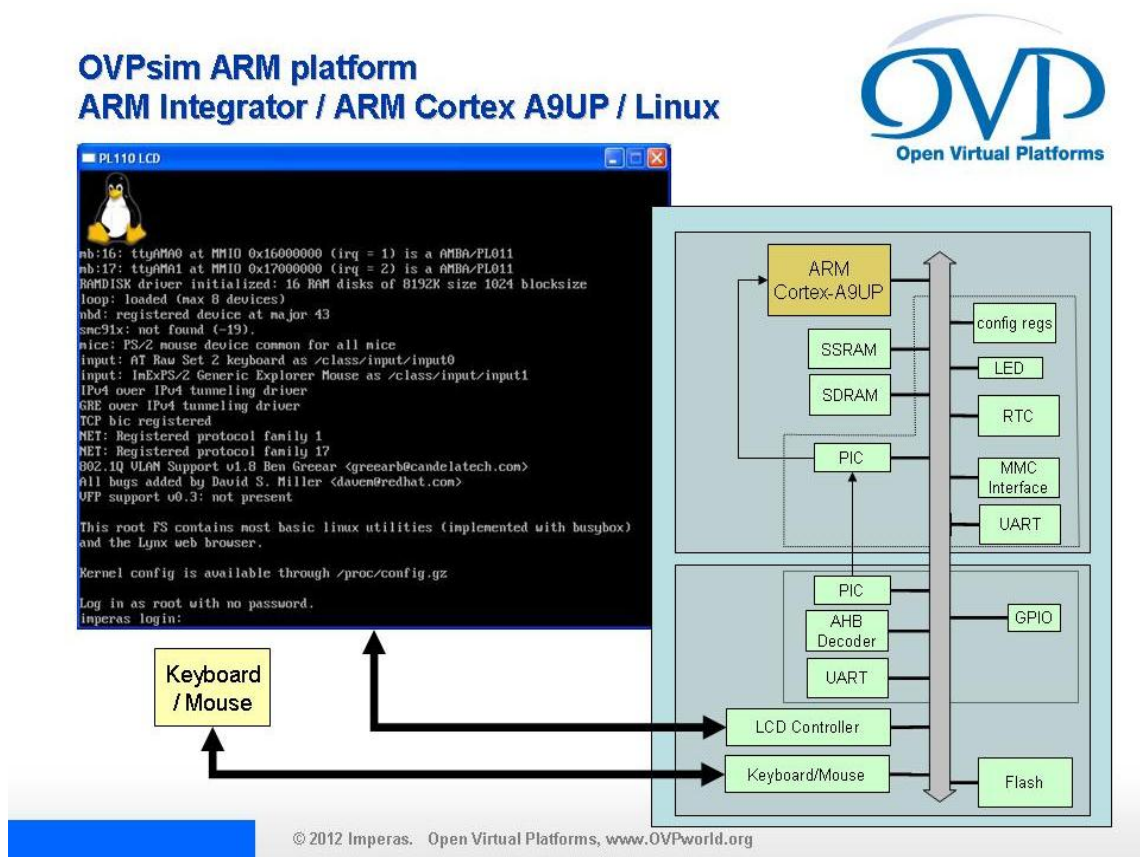 OVPsim ARM platform
ARM Integrator / ARM Cortex A9UP / Linux
OVP
Open Virtual Platforms
PL110 LCD
mb:16: ttyAMA0 at MMIO 0x16000000 (irq = 1) is a AMBA/PL011
mb:17: ttyAMA1 at MMIO 0x17000000 (irq = 2) is a AMBA/PL011
RAMDISK driver initialized: 16 RAM disks of 8192K size 1024 blocksize
loop: loaded (max 8 devices)
nbd: registered device at major 43
smc91x: not found (-19).
mice: PS/2 mouse device common for all mice
input: AT Raw Set 2 keyboard as /class/input/input0
input: ImExPS/2 Generic Explorer Mouse as /class/input/input1
IPv4 over IPv4 tunneling driver
GRE over IPv4 tunneling driver
TCP bic registered
NET: Registered protocol family 1
NET: Registered protocol family 17
802.1Q VLAN Support v1.8 Ben Greear <greearb@candelatech.com>
All bugs added by David S. Miller <davem@redhat.com>
VFP support v0.3: not present
This root FS contains most basic linux utilities (implemented with busybox)
and the Lynx web browser.
Kernel config is available through /proc/config.gz
Log in as root with no password.
imperas login:
Keyboard
/ Mouse
ARM
Cortex-A9UP
SSRAM
SDRAM
PIC
config regs
LED
RTC
MMC
Interface
UART
PIC
AHB
Decoder
UART
GPIO
LCD Controller
Keyboard/Mouse
Flash
© 2012 Imperas. Open Virtual Platforms, www.OVPworld.org